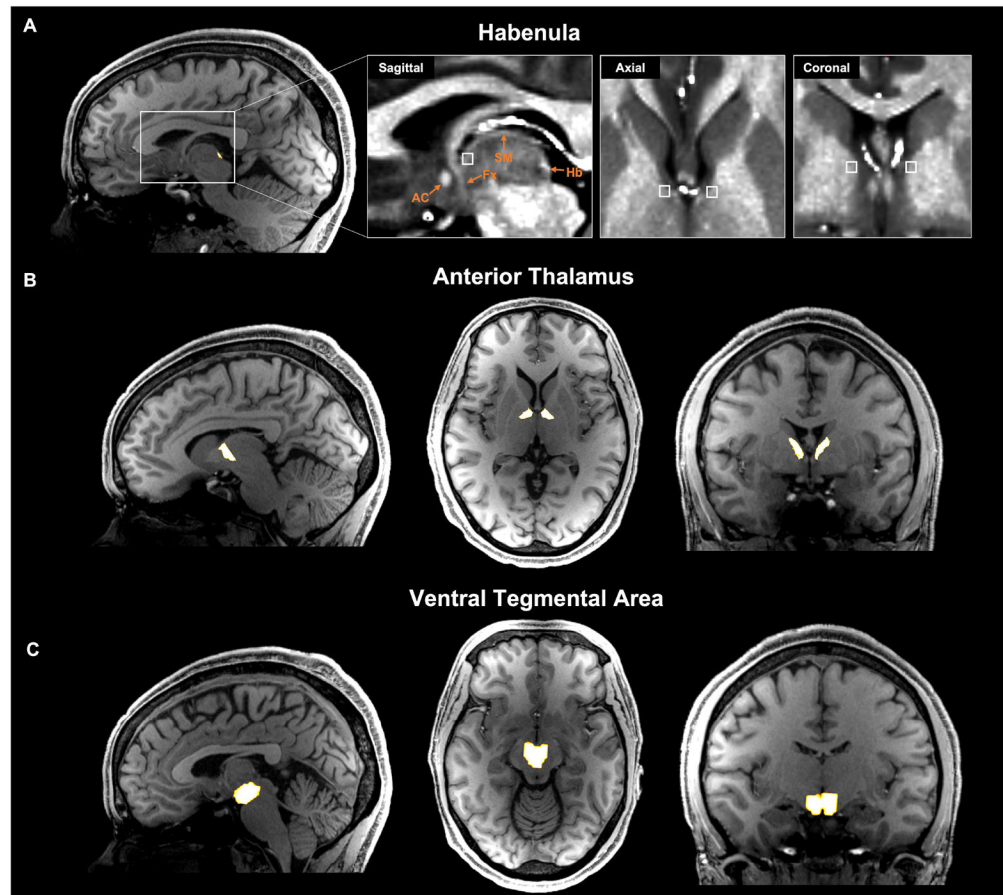 A
Habenula
Sagittal
Axial
Coronal
SM
Hb
Fx
AC
B
Anterior Thalamus
Ventral Tegmental Area
C